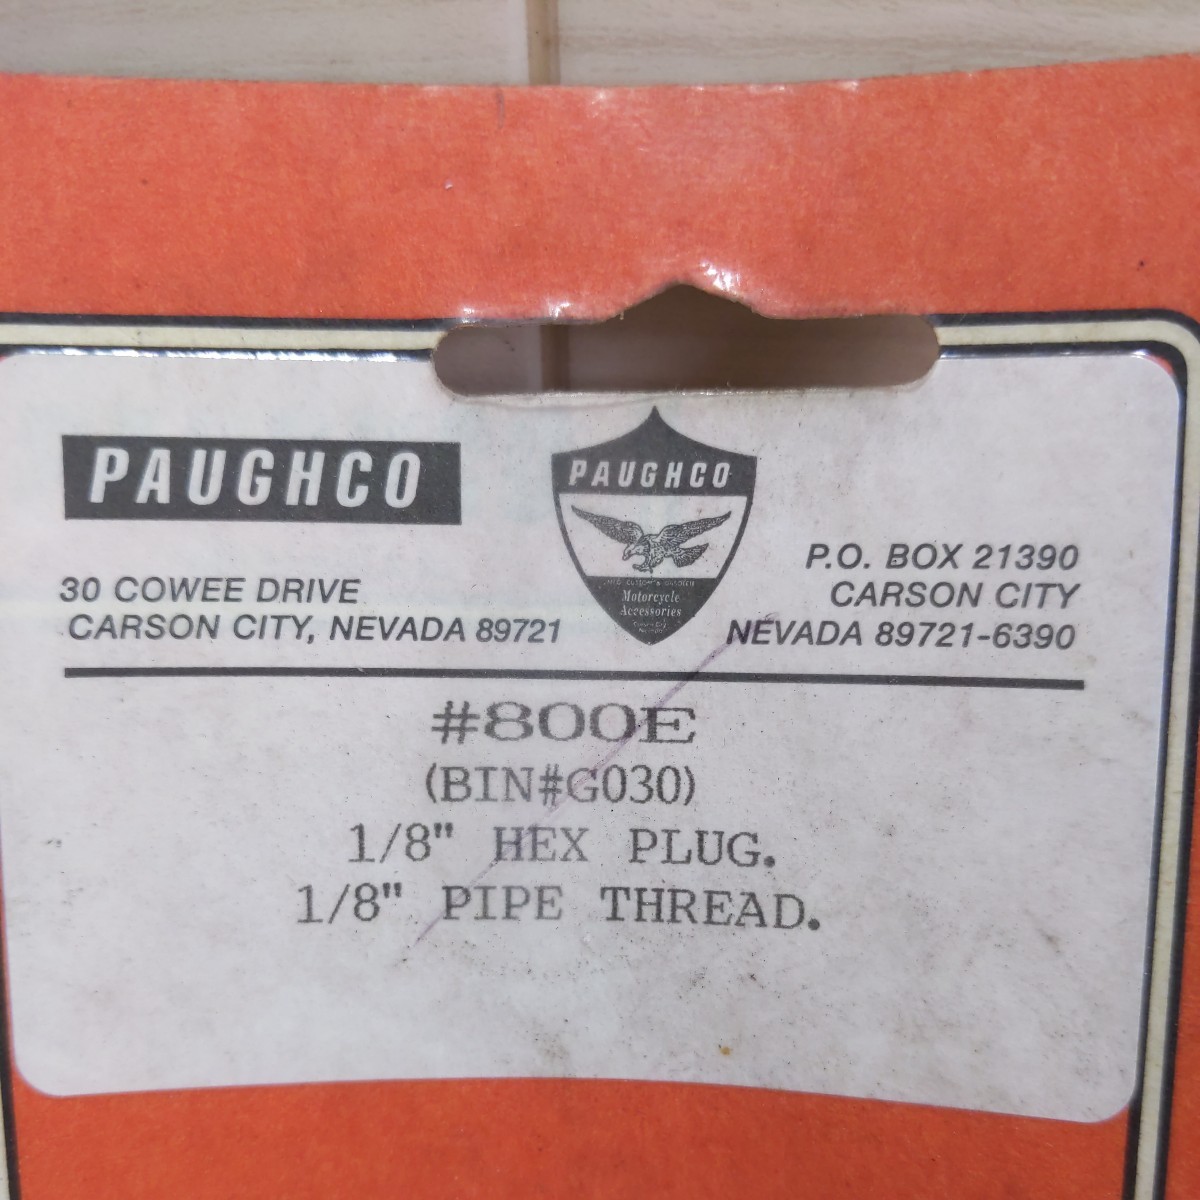 PAUGHCO
30 COWEE DRIVE
CARSON CITY, NEVADA 89721
PAUGHCO
Motorcycle
Accessories
P.O. BOX 21390
CARSON CITY
NEVADA 89721-6390
#800E
(BIN#G030)
1/8" HEX PLUG.
1/8" PIPE THREAD.